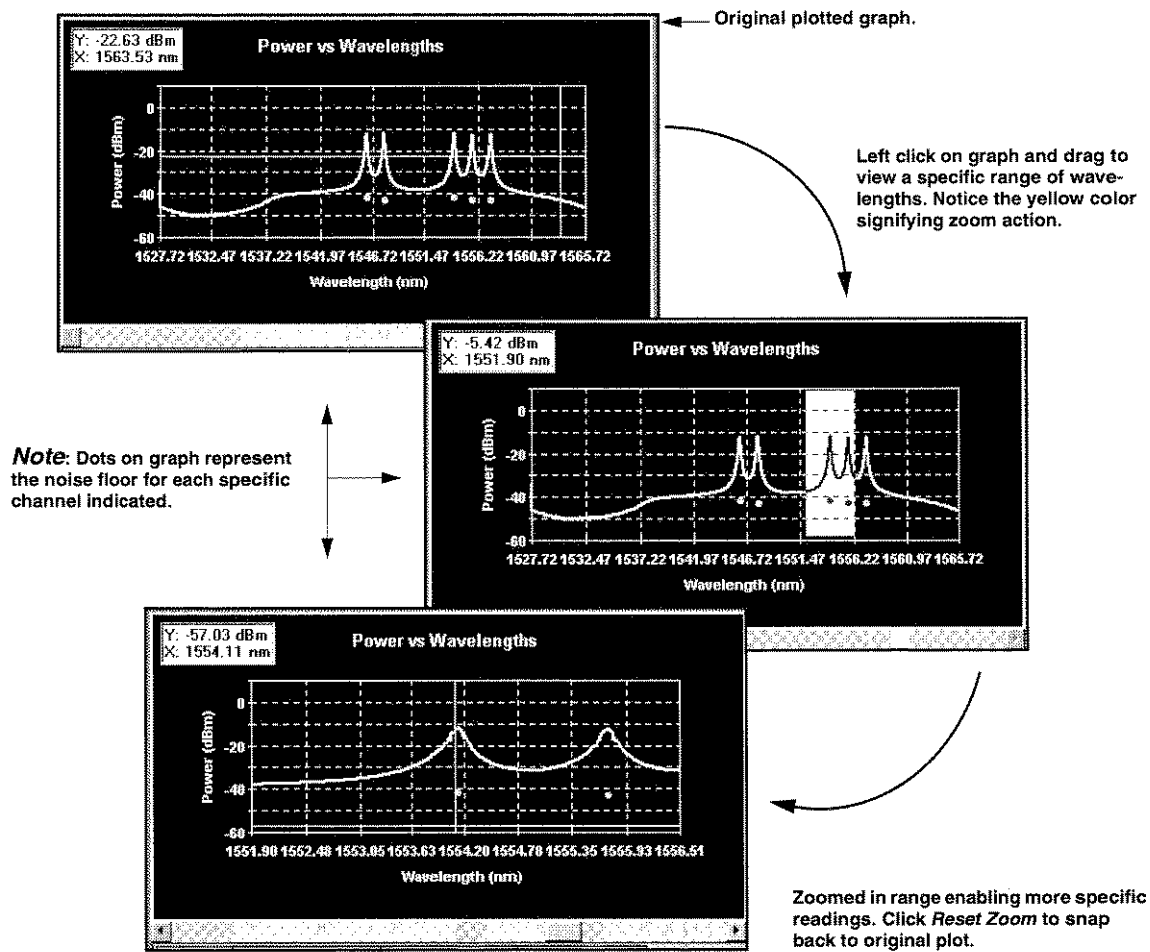 Original plotted graph.
Y: -22.63 dBm
X: 1563.53 nm
Power vs Wavelengths
Power (dBm)
0
-20
-40
-60
1527.72 1532.47 1537.22 1541.97 1546.72 1551.47 1556.22 1560.97 1565.72
Wavelength (nm)
Left click on graph and drag to
view a specific range of wave-
lengths. Notice the yellow color
signifying zoom action.
Y: -5.42 dBm
X: 1551.90 nm
Power vs Wavelengths
Power (dBm)
0
-20
-40
-60
1527.72 1532.47 1537.22 1541.97 1546.72 1551.47 1556.22 1560.97 1565.72
Wavelength (nm)
Note: Dots on graph represent
the noise floor for each specific
channel indicated.
Y: -57.03 dBm
X: 1554.11 nm
Power vs Wavelengths
Power (dBm)
0
-20
-40
-60
1551.90 1552.48 1553.05 1553.63 1554.20 1554.78 1555.35 1555.93 1556.51
Wavelength (nm)
Zoomed in range enabling more specific
readings. Click Reset Zoom to snap
back to original plot.